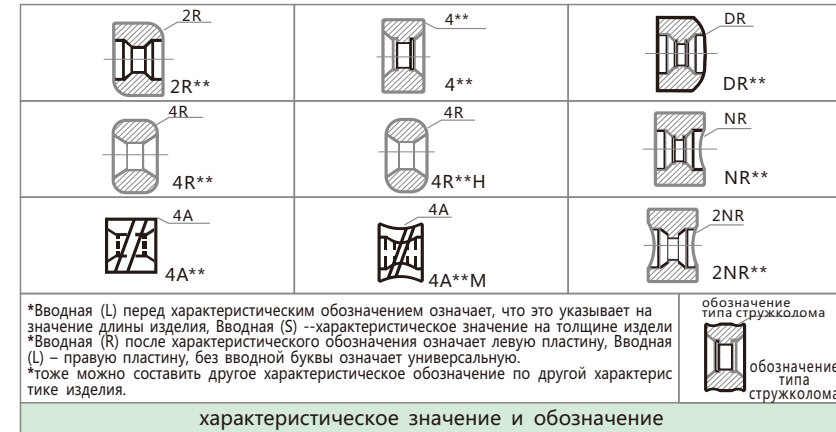 2R
2R**
4**
4**
DR
DR**
4R
4R**
4R
4R**H
NR
NR**
4A
4A**
4A
4A**M
2NR
2NR**
*Вводная (L) перед характеристическим обозначением означает, что это указывает на
значение длины изделия, Вводная (S) --характеристическое значение на толщине издели
*Вводная (R) после характеристического обозначения означает левую пластину, Вводная
(L) – правую пластину, без вводной буквы означает универсальную.
*тоже можно составить другое характеристическое обозначение по другой характерис
тике изделия.
обозначение
типа стружколома
обозначение
типа
стружколома
характеристическое значение и обозначение